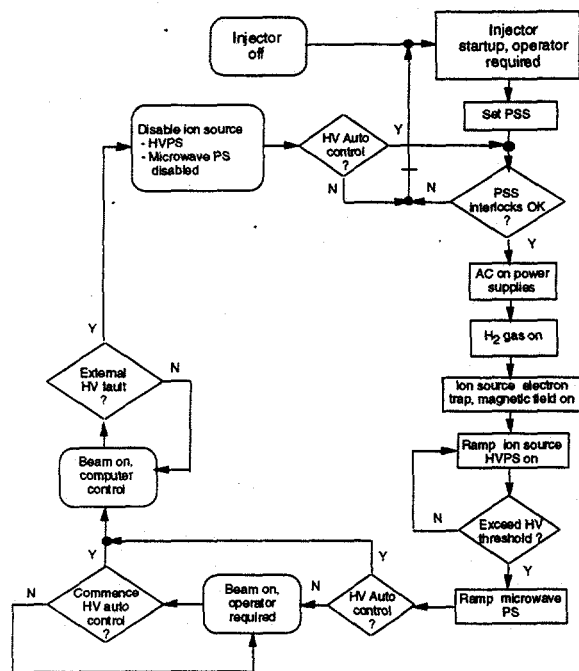 Injector
off
Injector
startup, operator
required
Set PSS
Disable ion source
- HVPS
- Microwave PS
disabled
HV Auto
control
?
Y
N
N
PSS
interlocks OK
?
Y
AC on power
supplies
H2 gas on
Ion source electron
trap, magnetic field on
Ramp ion source
HVPS on
N
Exceed HV
threshold ?
Y
Ramp microwave
PS
HV Auto
control
?
Y
N
Beam on,
operator
required
Commence
HV auto
control
?
N
Y
Beam on,
computer
control
External
HV fault
?
Y
N